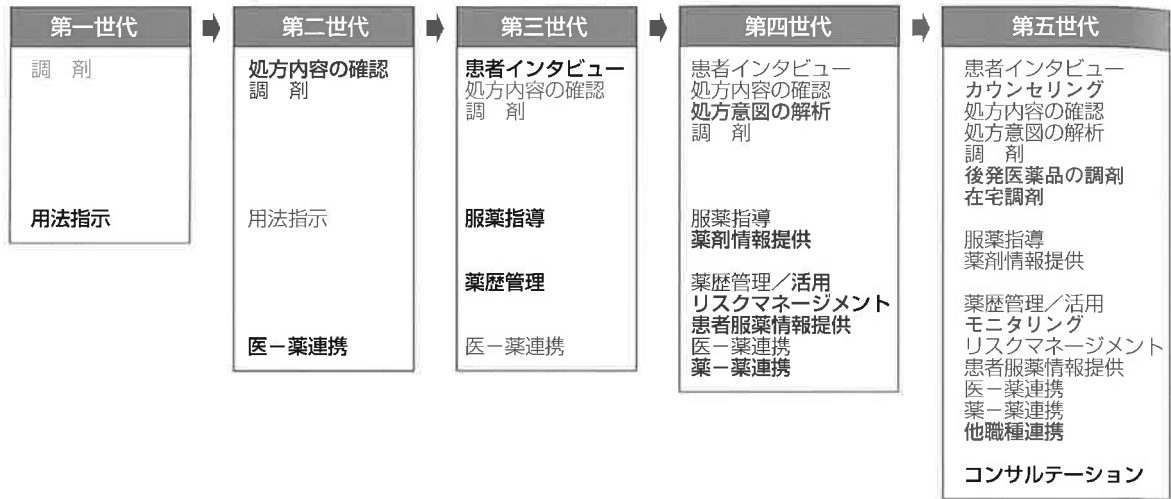 第一世代
調 剤
用法指示
第二世代
処方内容の確認
調 剤
用法指示
医－薬連携
第三世代
患者インタビュー
処方内容の確認
調 剤
服薬指導
薬歴管理
医－薬連携
第四世代
患者インタビュー
処方内容の確認
処方意図の解析
調 剤
服薬指導
薬剤情報提供
薬歴管理／活用
リスクマネージメント
患者服薬情報提供
医－薬連携
薬－薬連携
第五世代
患者インタビュー
カウンセリング
処方内容の確認
処方意図の解析
調 剤
後発医薬品の調剤
在宅調剤
服薬指導
薬剤情報提供
薬歴管理／活用
モニタリング
リスクマネージメント
患者服薬情報提供
医－薬連携
薬－薬連携
他職種連携
コンサルテーション